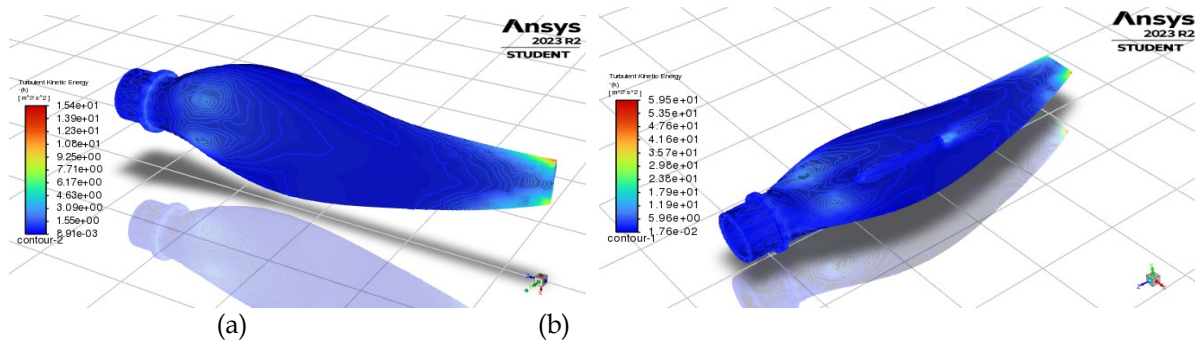 Ansys
2023 R2
STUDENT
Turbulent Kinetic Energy
(k)
[ m^2 s^2 ]
1.54e+01
1.39e+01
1.23e+01
1.08e+01
9.25e+00
7.71e+00
6.17e+00
4.63e+00
3.09e+00
1.55e+00
8.91e-03
contour-2
Ansys
2023 R2
STUDENT
Turbulent Kinetic Energy
(k)
[ m^2 s^2 ]
5.95e+01
5.35e+01
4.76e+01
4.16e+01
3.57e+01
2.98e+01
2.38e+01
1.79e+01
1.19e+01
5.96e+00
1.76e-02
contour-1
(a) (b)